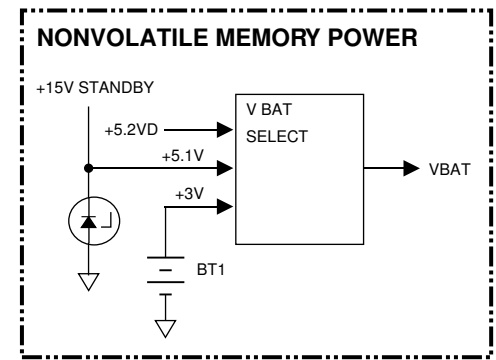 NONVOLATILE MEMORY POWER
+15V STANDBY
V BAT
SELECT
+5.2VD
+5.1V
VBAT
+3V
BT1